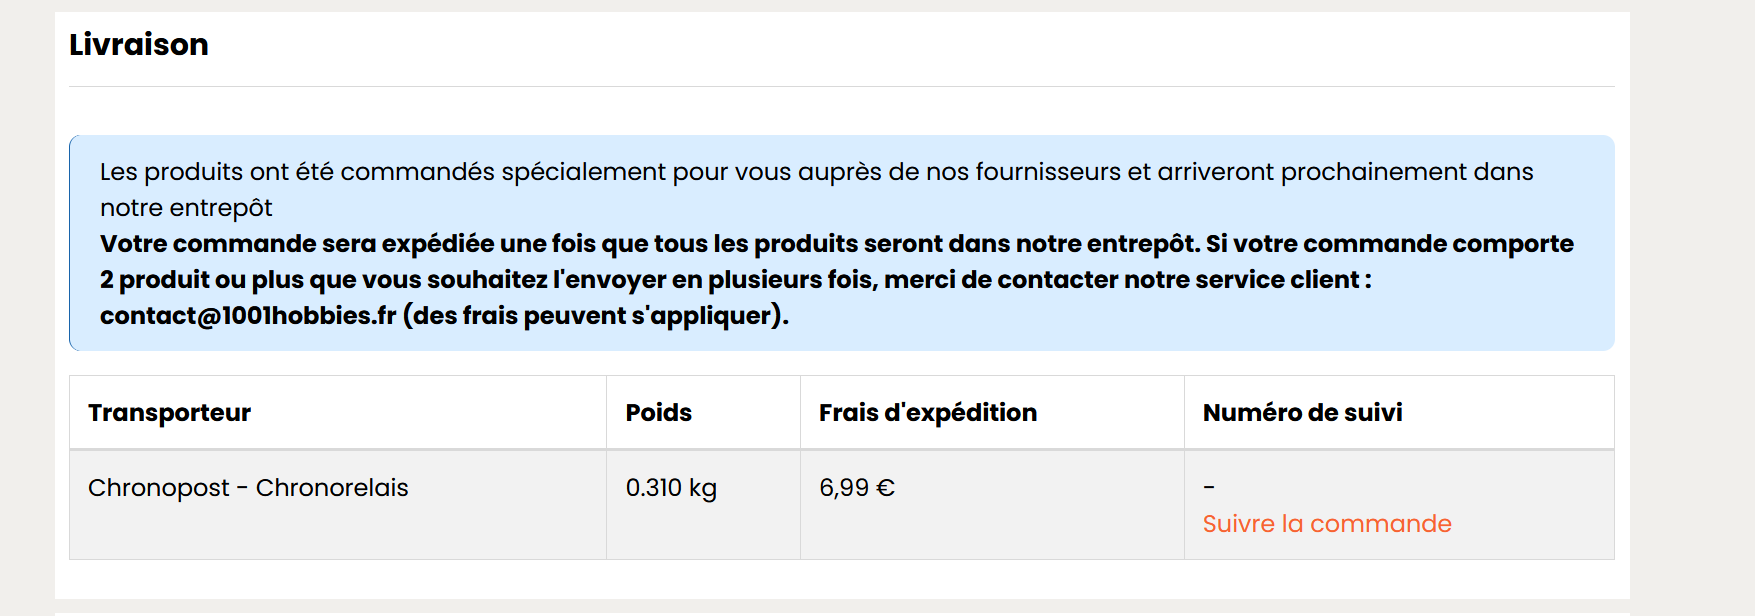 Livraison
Les produits ont été commandés spécialement pour vous auprès de nos fournisseurs et arriveront prochainement dans
notre entrepôt
Votre commande sera expédiée une fois que tous les produits seront dans notre entrepôt. Si votre commande comporte
2 produit ou plus que vous souhaitez l'envoyer en plusieurs fois, merci de contacter notre service client :
contact@1001hobbies.fr (des frais peuvent s'appliquer).
Transporteur Poids Frais d'expédition Numéro de suivi
Chronopost - Chronorelais 0.310 kg 6,99 € -
Suivre la commande